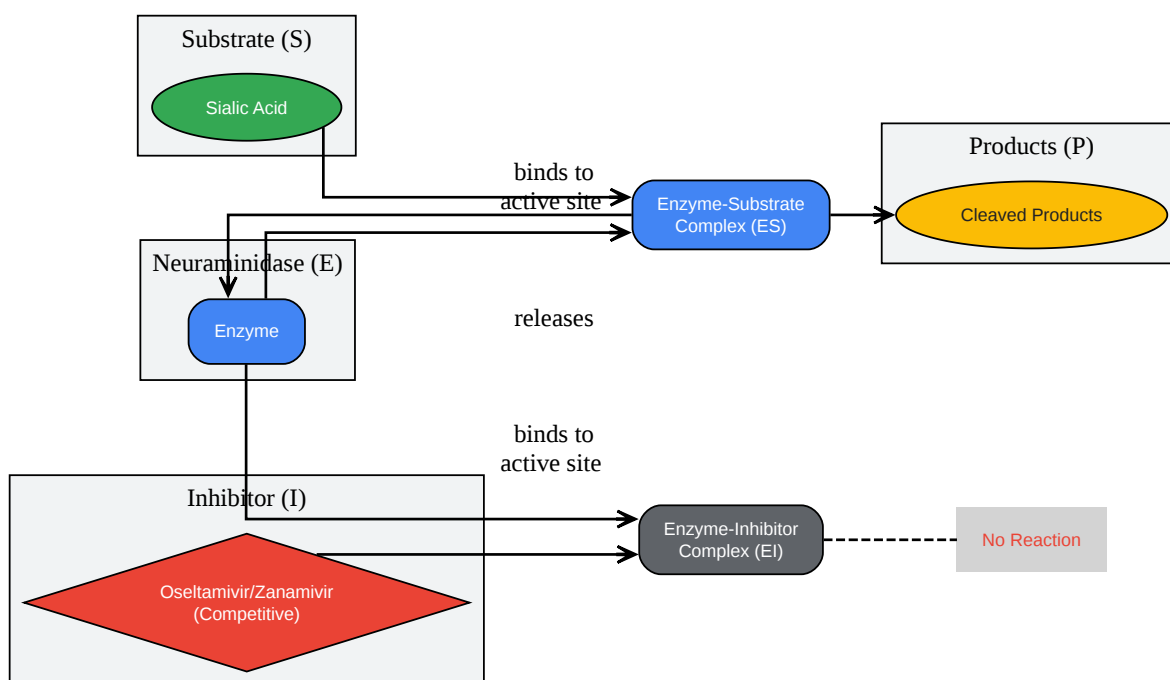 Substrate (S)
Sialic Acid
binds to
active site
Enzyme-Substrate
Complex (ES)
Products (P)
Cleaved Products
Neuraminidase (E)
Enzyme
releases
binds to
active site
Inhibitor (I)
Oseltamivir/Zanamivir
(Competitive)
Enzyme-Inhibitor
Complex (EI)
No Reaction